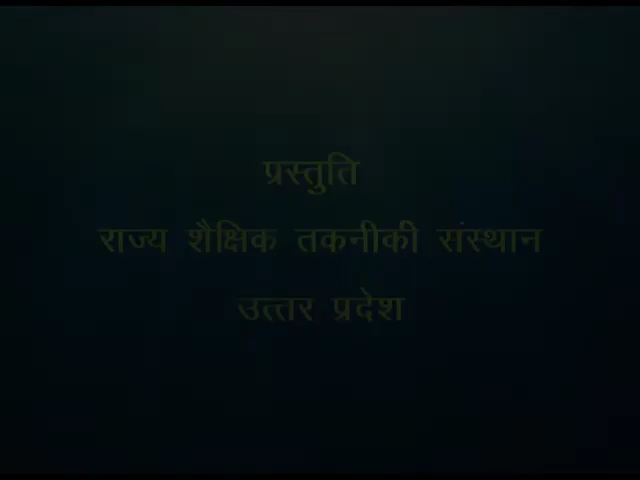 प्रस्तुति
राज्य शैक्षिक तकनीकी संस्थान
उत्तर प्रदेश